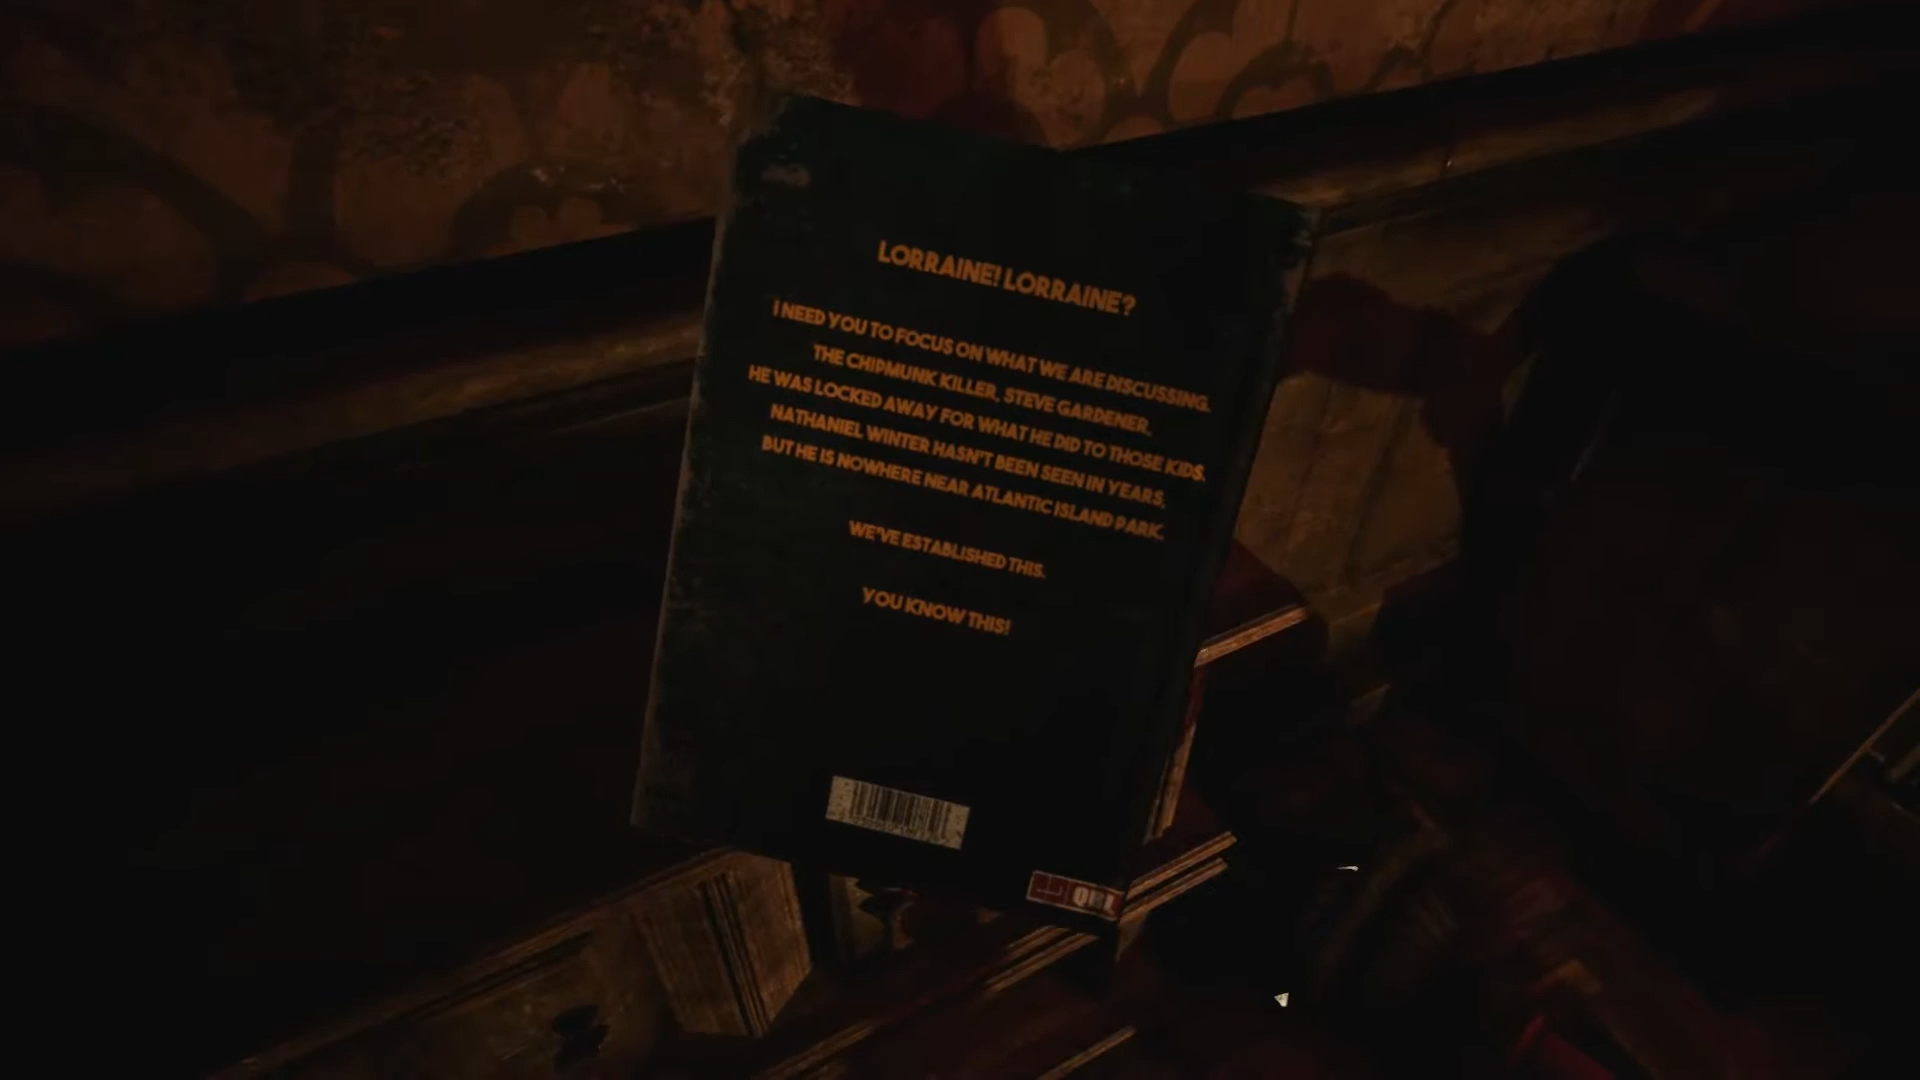 LORRAINE! LORRAINE?
I NEED YOU TO FOCUS ON WHAT WE ARE DISCUSSING.
THE CHIPMUNK KILLER, STEVE GARDENER,
HE WAS LOCKED AWAY FOR WHAT HE DID TO THOSE KIDS.
NATHANIEL WINTER HASN'T BEEN SEEN IN YEARS,
BUT HE IS NOWHERE NEAR ATLANTIC ISLAND PARK.
WE'VE ESTABLISHED THIS.
YOU KNOW THIS!